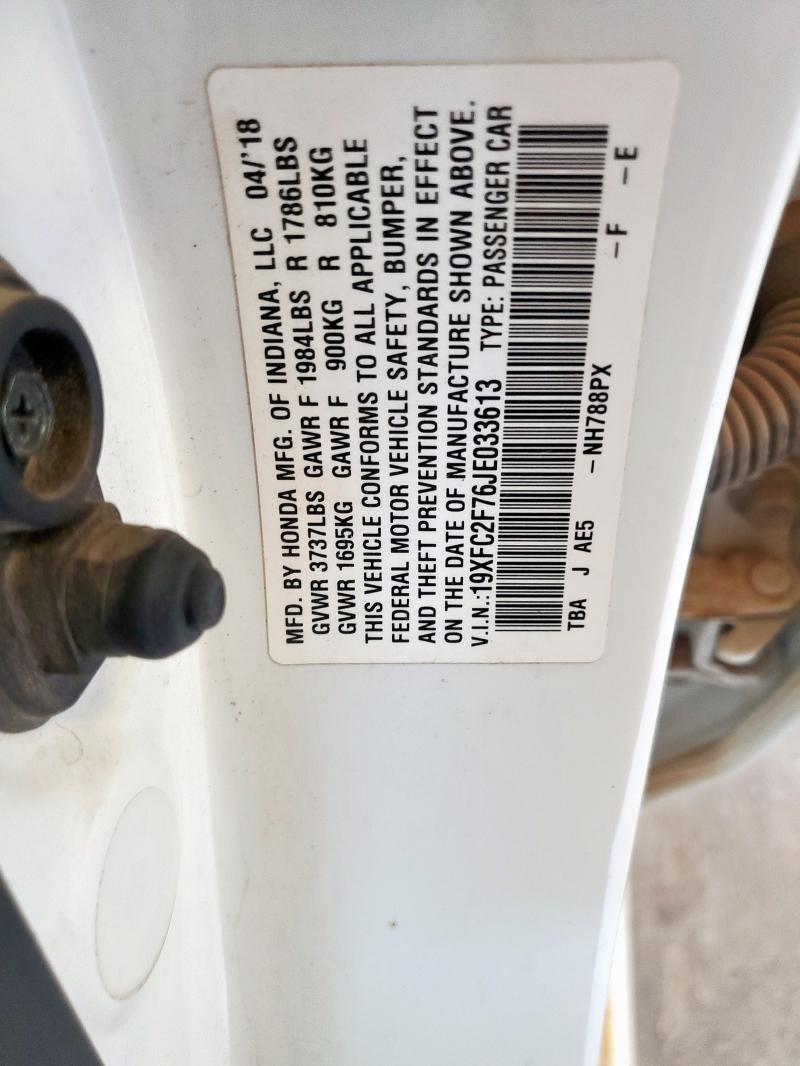 MFD. BY HONDA MFG. OF INDIANA, LLC 04/'18
GVWR 3737LBS GAWR F 1984LBS R 1786LBS
GVWR 1695KG GAWR F 900KG R 810KG
THIS VEHICLE CONFORMS TO ALL APPLICABLE
FEDERAL MOTOR VEHICLE SAFETY, BUMPER,
AND THEFT PREVENTION STANDARDS IN EFFECT
ON THE DATE OF MANUFACTURE SHOWN ABOVE.
V.I.N.:19XFC2F76JE033613 TYPE: PASSENGER CAR
TBA J AE5 -NH788PX -F -E